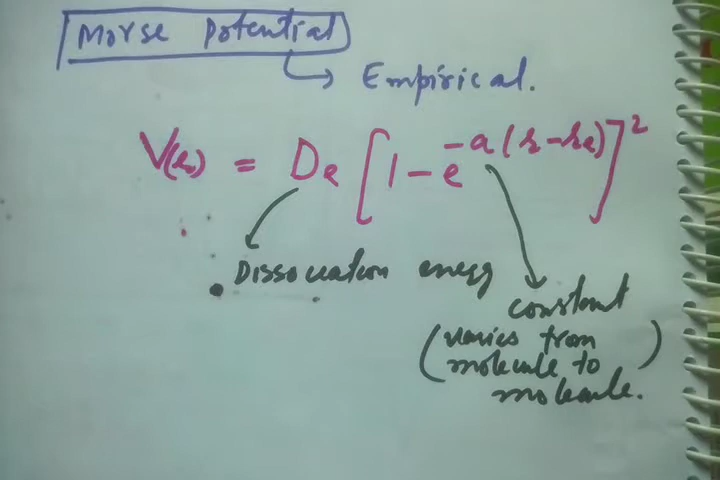 Morse Potential
Empirical.
V(r) = De [1 - e^-a(r-re)]^2
Dissociation energy
constant
(varies from
molecule to
molecule.)